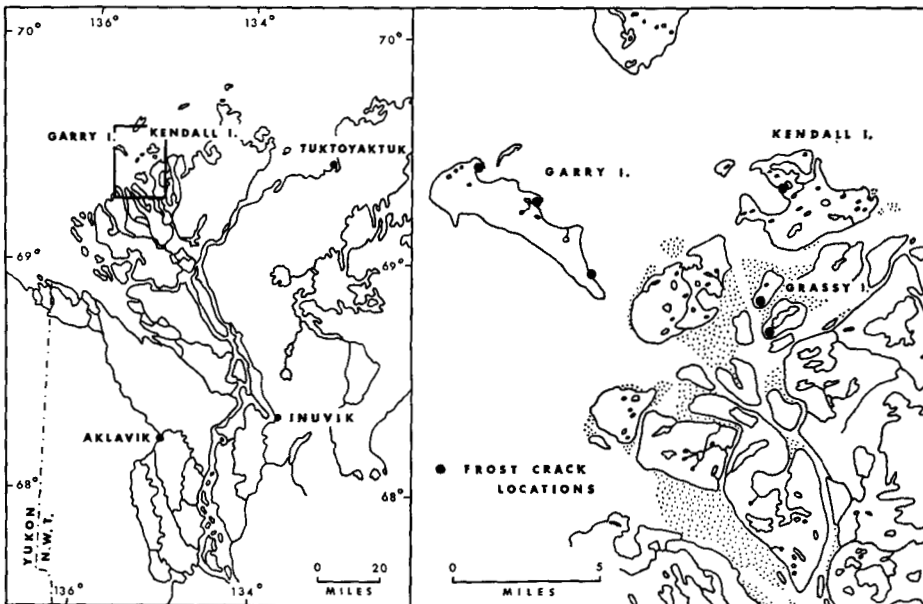 136°
134°
70°
70°
GARRY I.
KENDALL I.
TUKTOYAKTUK
KENDALL I.
GARRY I.
69°
69°
GRASSY I.
INUVIK
AKLAVIK
FROST CRACK
LOCATIONS
68°
68°
YUKON
N.W.T.
0 20
MILES
0 5
MILES
136°
134°